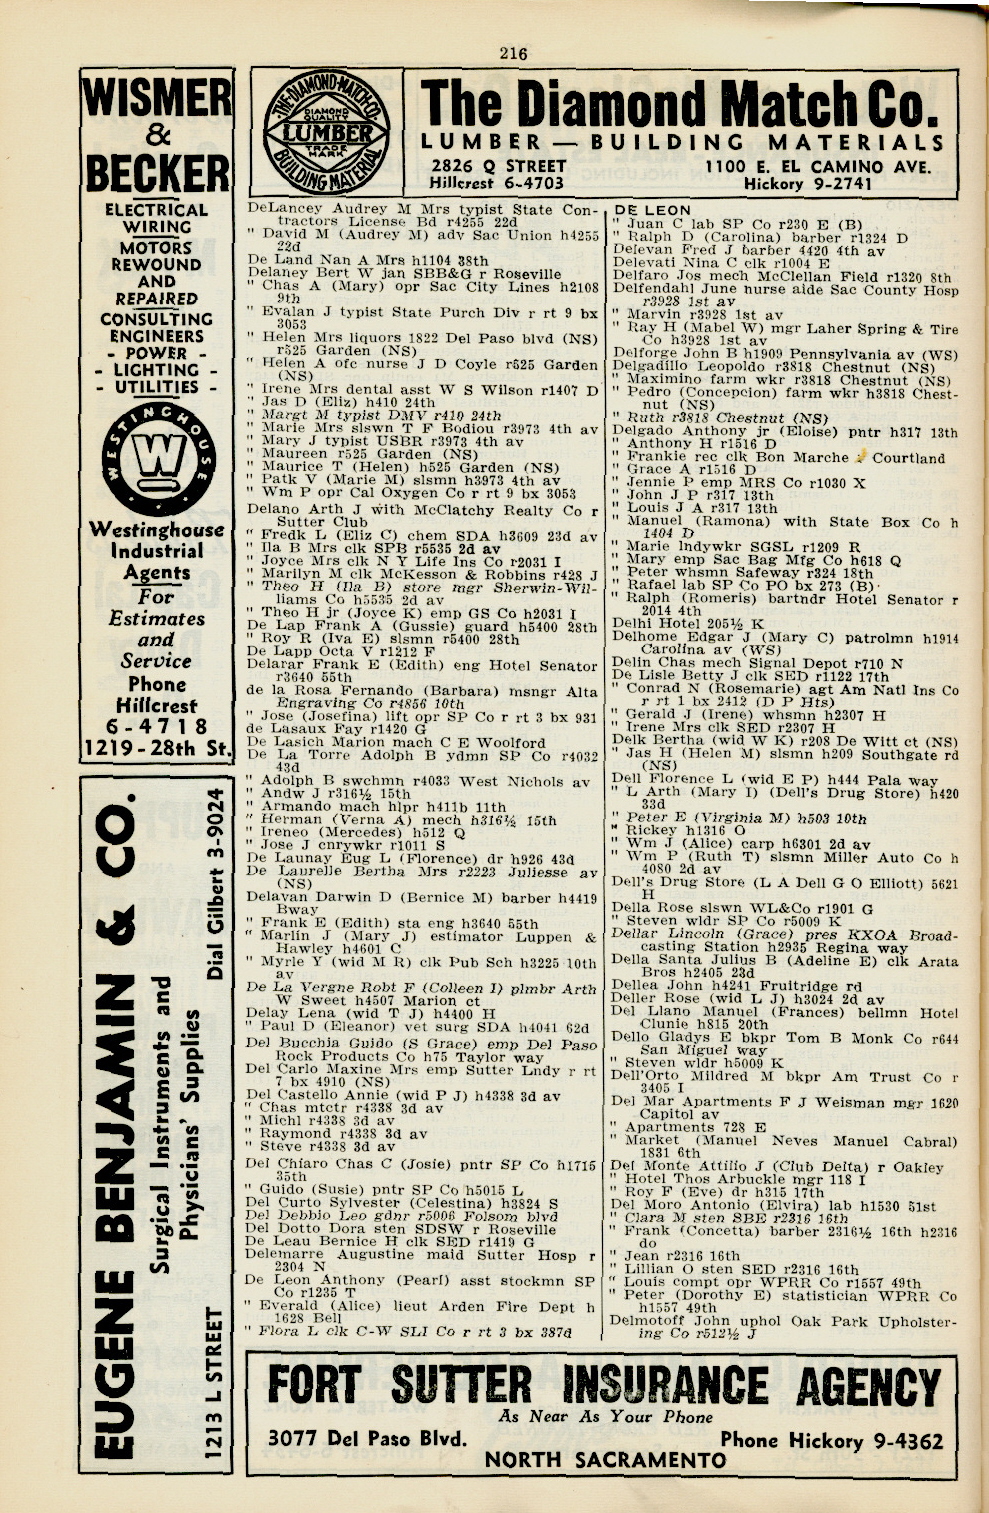 216
WISMER
&
BECKER
ELECTRICAL
WIRING
MOTORS
REWOUND
AND
REPAIRED
CONSULTING
ENGINEERS
- POWER -
- LIGHTING -
- UTILITIES -
WESTINGHOUSE
W
Westinghouse
Industrial
Agents
For
Estimates
and
Service
Phone
Hillcrest
6-4718
1219-28th St.
EUGENE BENJAMIN & CO.
Surgical Instruments and
Physicians' Supplies
1213 L STREET
Dial Gilbert 3-9024
THE DIAMOND MATCH CO.
DIAMOND
QUALITY
LUMBER
TRADE
MARK
BUILDING MATERIAL
The Diamond Match Co.
LUMBER — BUILDING MATERIALS
2826 Q STREET
Hillcrest 6-4703
1100 E. EL CAMINO AVE.
Hickory 9-2741
DeLancey Audrey M Mrs typist State Con-
tractors License Bd r4255 22d
" David M (Audrey M) adv Sac Union h4255
22d
De Land Nan A Mrs h1104 38th
Delaney Bert W jan SBB&G r Roseville
" Chas A (Mary) opr Sac City Lines h2108
9th
" Evalan J typist State Purch Div r rt 9 bx
3053
" Helen Mrs liquors 1822 Del Paso blvd (NS)
r525 Garden (NS)
" Helen A ofc nurse J D Coyle r525 Garden
(NS)
" Irene Mrs dental asst W S Wilson r1407 D
" Jas D (Eliz) h410 24th
" Margt M typist DMV r410 24th
" Marie Mrs slswn T F Bodiou r3973 4th av
" Mary J typist USBR r3973 4th av
" Maureen r525 Garden (NS)
" Maurice T (Helen) h525 Garden (NS)
" Patk V (Marie M) slsmn h3973 4th av
" Wm P opr Cal Oxygen Co r rt 9 bx 3053
Delano Arth J with McClatchy Realty Co r
Sutter Club
" Fredk L (Eliz C) chem SDA h3609 23d av
" Ila B Mrs clk SPB r5535 2d av
" Joyce Mrs clk N Y Life Ins Co r2031 I
" Marilyn M clk McKesson & Robbins r428 J
" Theo H (Ila B) store mgr Sherwin-Wil-
liams Co h5535 2d av
" Theo H jr (Joyce K) emp GS Co h2031 I
De Lap Frank A (Gussie) guard h5400 28th
" Roy R (Iva E) slsmn r5400 28th
De Lapp Octa V r1212 F
Delarar Frank E (Edith) eng Hotel Senator
r3640 55th
de la Rosa Fernando (Barbara) msngr Alta
Engraving Co r4856 10th
" Jose (Josefina) lift opr SP Co r rt 3 bx 931
de Lasaux Fay r1420 G
De Lasich Marion mach C E Woolford
De La Torre Adolph B ydmn SP Co r4032
43d
" Adolph B swchmn r4033 West Nichols av
" Andw J r316½ 15th
" Armando mach hlpr h411b 11th
" Herman (Verna A) mech h316½ 15th
" Ireneo (Mercedes) h512 Q
" Jose J cnrywkr r1011 S
De Launay Eug L (Florence) dr h926 43d
De Laurelle Bertha Mrs r2223 Juliesse av
(NS)
Delavan Darwin D (Bernice M) barber h4419
Bway
" Frank E (Edith) sta eng h3640 55th
" Marlin J (Mary J) estimator Luppen &
Hawley h4601 C
" Myrle Y (wid M R) clk Pub Sch h3225 10th
av
De La Vergne Robt F (Colleen I) plmbr Arth
W Sweet h4507 Marion ct
Delay Lena (wid T J) h4400 H
" Paul D (Eleanor) vet surg SDA h4041 62d
Del Bucchia Guido (S Grace) emp Del Paso
Rock Products Co h75 Taylor way
Del Carlo Maxine Mrs emp Sutter Lndy r rt
7 bx 4910 (NS)
Del Castello Annie (wid P J) h4338 3d av
" Chas mtctr r4338 3d av
" Michl r4338 3d av
" Raymond r4338 3d av
" Steve r4338 3d av
Del Chiaro Chas C (Josie) pntr SP Co h1715
35th
" Guido (Susie) pntr SP Co h5015 L
Del Curto Sylvester (Celestina) h3824 S
Del Debbio Leo gdnr r5006 Folsom blvd
Del Dotto Dora sten SDSW r Roseville
De Leau Bernice H clk SED r1419 G
Delemarre Augustine maid Sutter Hosp r
2304 N
De Leon Anthony (Pearl) asst stockmn SP
Co r1235 T
" Everald (Alice) lieut Arden Fire Dept h
1628 Bell
" Flora L clk C-W SLI Co r rt 3 bx 387d
DE LEON
" Juan C lab SP Co r230 E (B)
" Ralph D (Carolina) barber r1324 D
Delevan Fred J barber 4420 4th av
Delevati Nina C clk r1004 E
Delfaro Jos mech McClellan Field r1320 8th
Delfendahl June nurse aide Sac County Hosp
r3928 1st av
" Marvin r3928 1st av
" Ray H (Mabel W) mgr Laher Spring & Tire
Co h3928 1st av
Delforge John B h1909 Pennsylvania av (WS)
Delgadillo Leopoldo r3818 Chestnut (NS)
" Maximino farm wkr r3818 Chestnut (NS)
" Pedro (Concepcion) farm wkr h3818 Chest-
nut (NS)
" Ruth r3818 Chestnut (NS)
Delgado Anthony jr (Eloise) pntr h317 13th
" Anthony H r1516 D
" Frankie rec clk Bon Marche r Courtland
" Grace A r1516 D
" Jennie P emp MRS Co r1030 X
" John J P r317 13th
" Louis J A r317 13th
" Manuel (Ramona) with State Box Co h
1404 D
" Marie lndywkr SGSL r1209 R
" Mary emp Sac Bag Mfg Co h618 Q
" Peter whsmn Safeway r324 18th
" Rafael lab SP Co PO bx 273 (B)
" Ralph (Romeris) bartndr Hotel Senator r
2014 4th
Delhi Hotel 205½ K
Delhome Edgar J (Mary C) patrolmn h1914
Carolina av (WS)
Delin Chas mech Signal Depot r710 N
De Lisle Betty J clk SED r1122 17th
" Conrad N (Rosemarie) agt Am Natl Ins Co
r rt 1 bx 2412 (D P Hts)
" Gerald J (Irene) whsmn h2307 H
" Irene Mrs clk SED r2307 H
Delk Bertha (wid W K) r208 De Witt ct (NS)
" Jas H (Helen M) slsmn h209 Southgate rd
(NS)
Dell Florence L (wid E P) h444 Pala way
" L Arth (Mary I) (Dell's Drug Store) h420
33d
" Peter E (Virginia M) h503 10th
" Rickey h1316 O
" Wm J (Alice) carp h6301 2d av
" Wm P (Ruth T) slsmn Miller Auto Co h
4080 2d av
Dell's Drug Store (L A Dell G O Elliott) 5621
H
Della Rose slswn WL&Co r1901 G
" Steven wldr SP Co r5009 K
Dellar Lincoln (Grace) pres KXOA Broad-
casting Station h2935 Regina way
Della Santa Julius B (Adeline E) clk Arata
Bros h2405 23d
Dellea John h4241 Fruitridge rd
Deller Rose (wid L J) h3024 2d av
Del Llano Manuel (Frances) bellmn Hotel
Clunie h815 20th
Dello Gladys E bkpr Tom B Monk Co r644
San Miguel way
" Steven wldr h5009 K
Dell'Orto Mildred M bkpr Am Trust Co r
3405 I
Del Mar Apartments F J Weisman mgr 1620
Capitol av
" Apartments 728 E
" Market (Manuel Neves Manuel Cabral)
1831 6th
Del Monte Attilio J (Club Delta) r Oakley
" Hotel Thos Arbuckle mgr 118 I
" Roy F (Eve) dr h315 17th
Del Moro Antonio (Elvira) lab h1530 51st
" Clara M sten SBE r2316 16th
" Frank (Concetta) barber 2316½ 16th h2316
do
" Jean r2316 16th
" Lillian O sten SED r2316 16th
" Louis compt opr WPRR Co r1557 49th
" Peter (Dorothy E) statistician WPRR Co
h1557 49th
Delmotoff John uphol Oak Park Upholster-
ing Co r512½ J
FORT SUTTER INSURANCE AGENCY
As Near As Your Phone
3077 Del Paso Blvd.
Phone Hickory 9-4362
NORTH SACRAMENTO